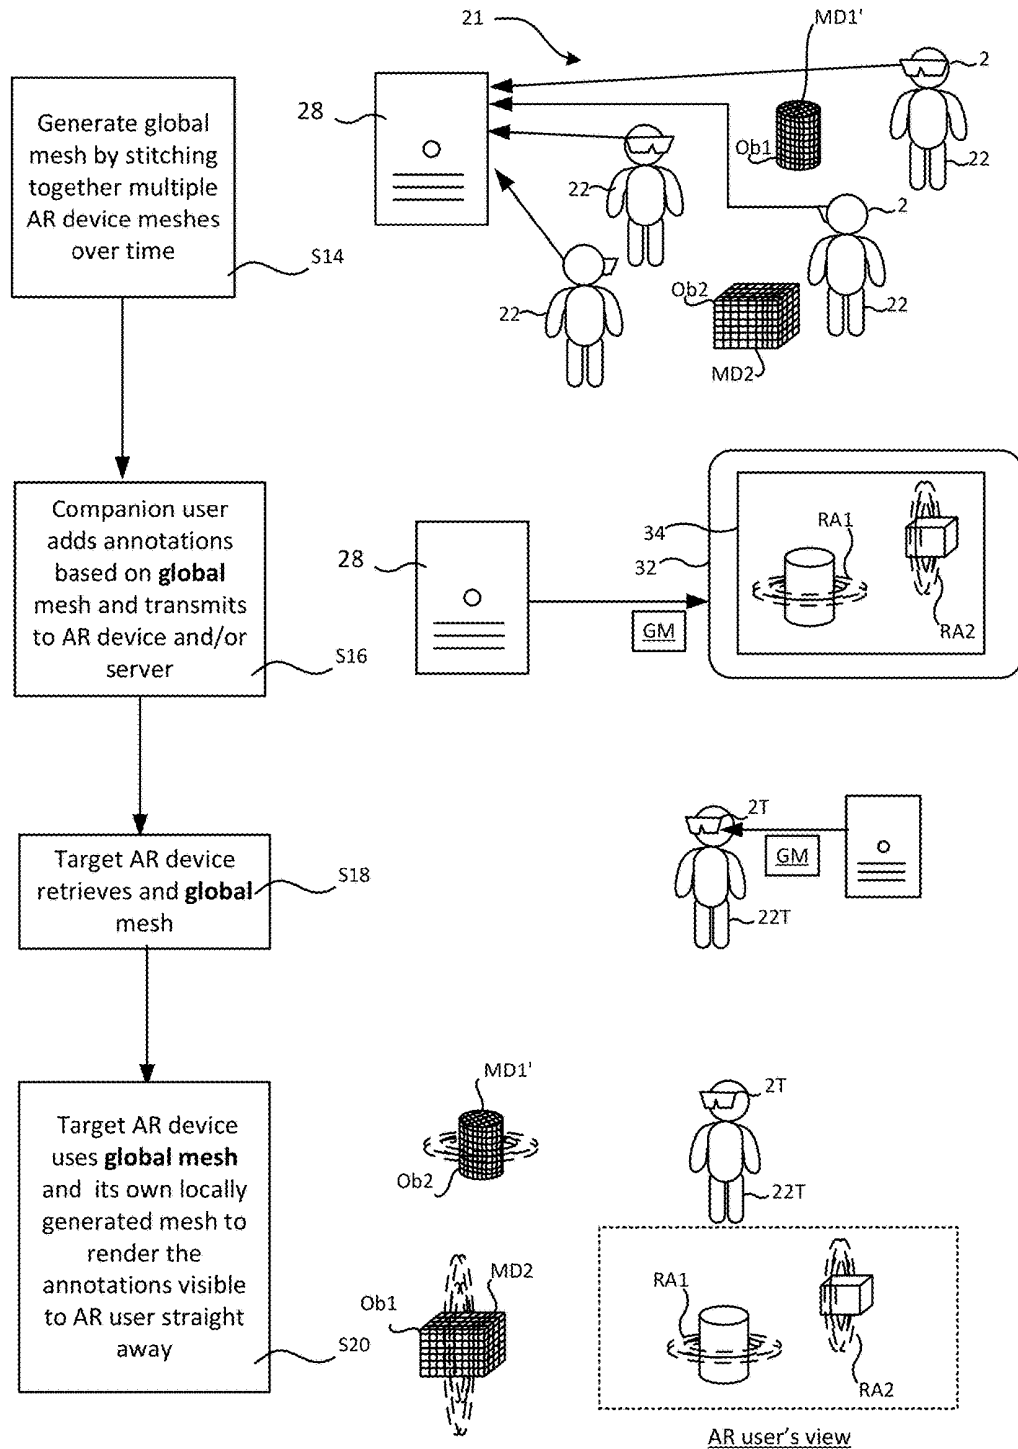 21
MD1'
2
28
Ob1
22
22
2
Generate global
mesh by stitching
together multiple
AR device meshes
over time
S14
22
Ob2
22
MD2
Companion user
adds annotations
based on global
mesh and transmits
to AR device and/or
server
S16
28
GM
34
32
RA1
RA2
Target AR device
retrieves and global
mesh
S18
2T
GM
22T
Target AR device
uses global mesh
and its own locally
generated mesh to
render the
annotations visible
to AR user straight
away
S20
MD1'
Ob2
2T
22T
Ob1
MD2
RA1
RA2
AR user's view